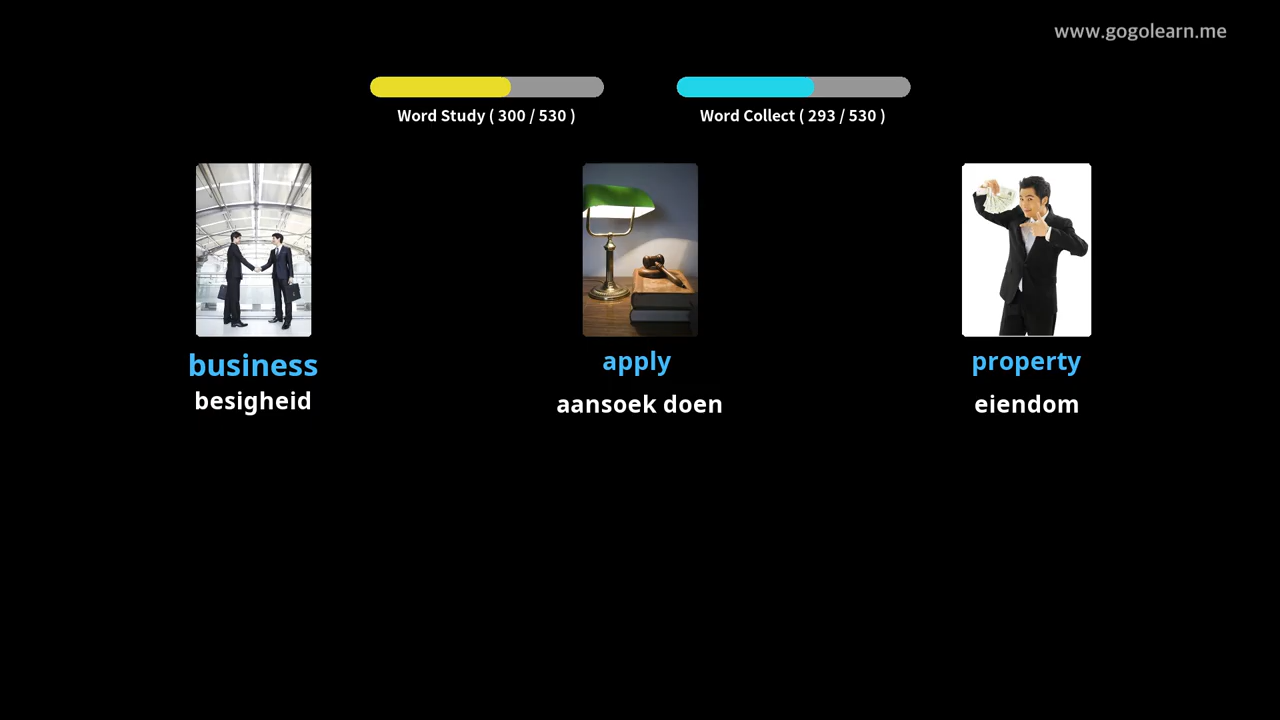 www.gogolearn.me
Word Study ( 300 / 530 )
Word Collect ( 293 / 530 )
business
besigheid
apply
aansoek doen
property
eiendom